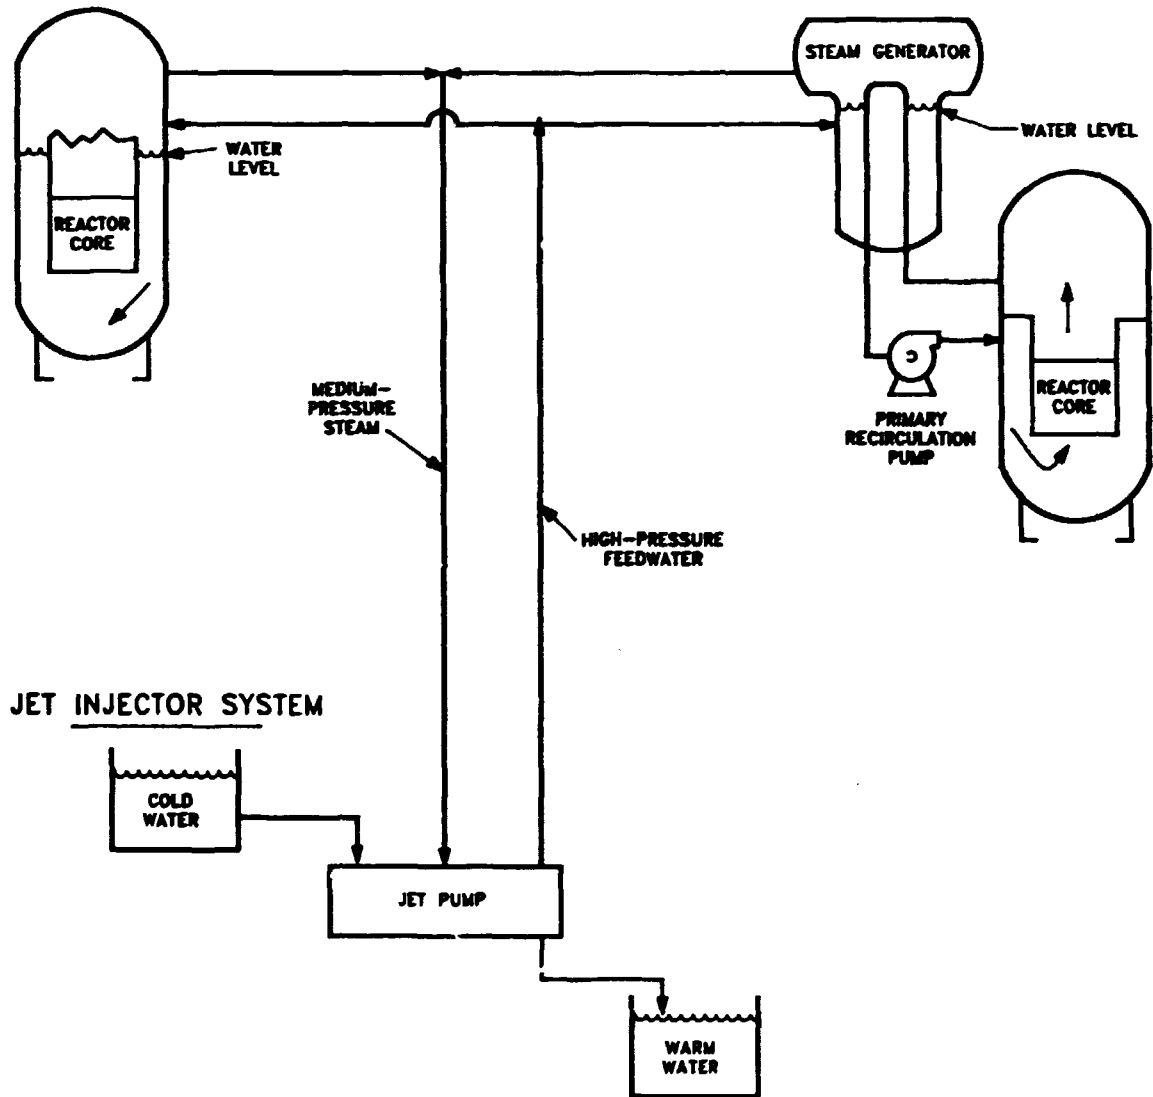 STEAM GENERATOR
WATER LEVEL
WATER
LEVEL
REACTOR
CORE
REACTOR
CORE
MEDIUM-
PRESSURE
STEAM
PRIMARY
RECIRCULATION
PUMP
HIGH-PRESSURE
FEEDWATER
JET INJECTOR SYSTEM
COLD
WATER
JET PUMP
WARM
WATER